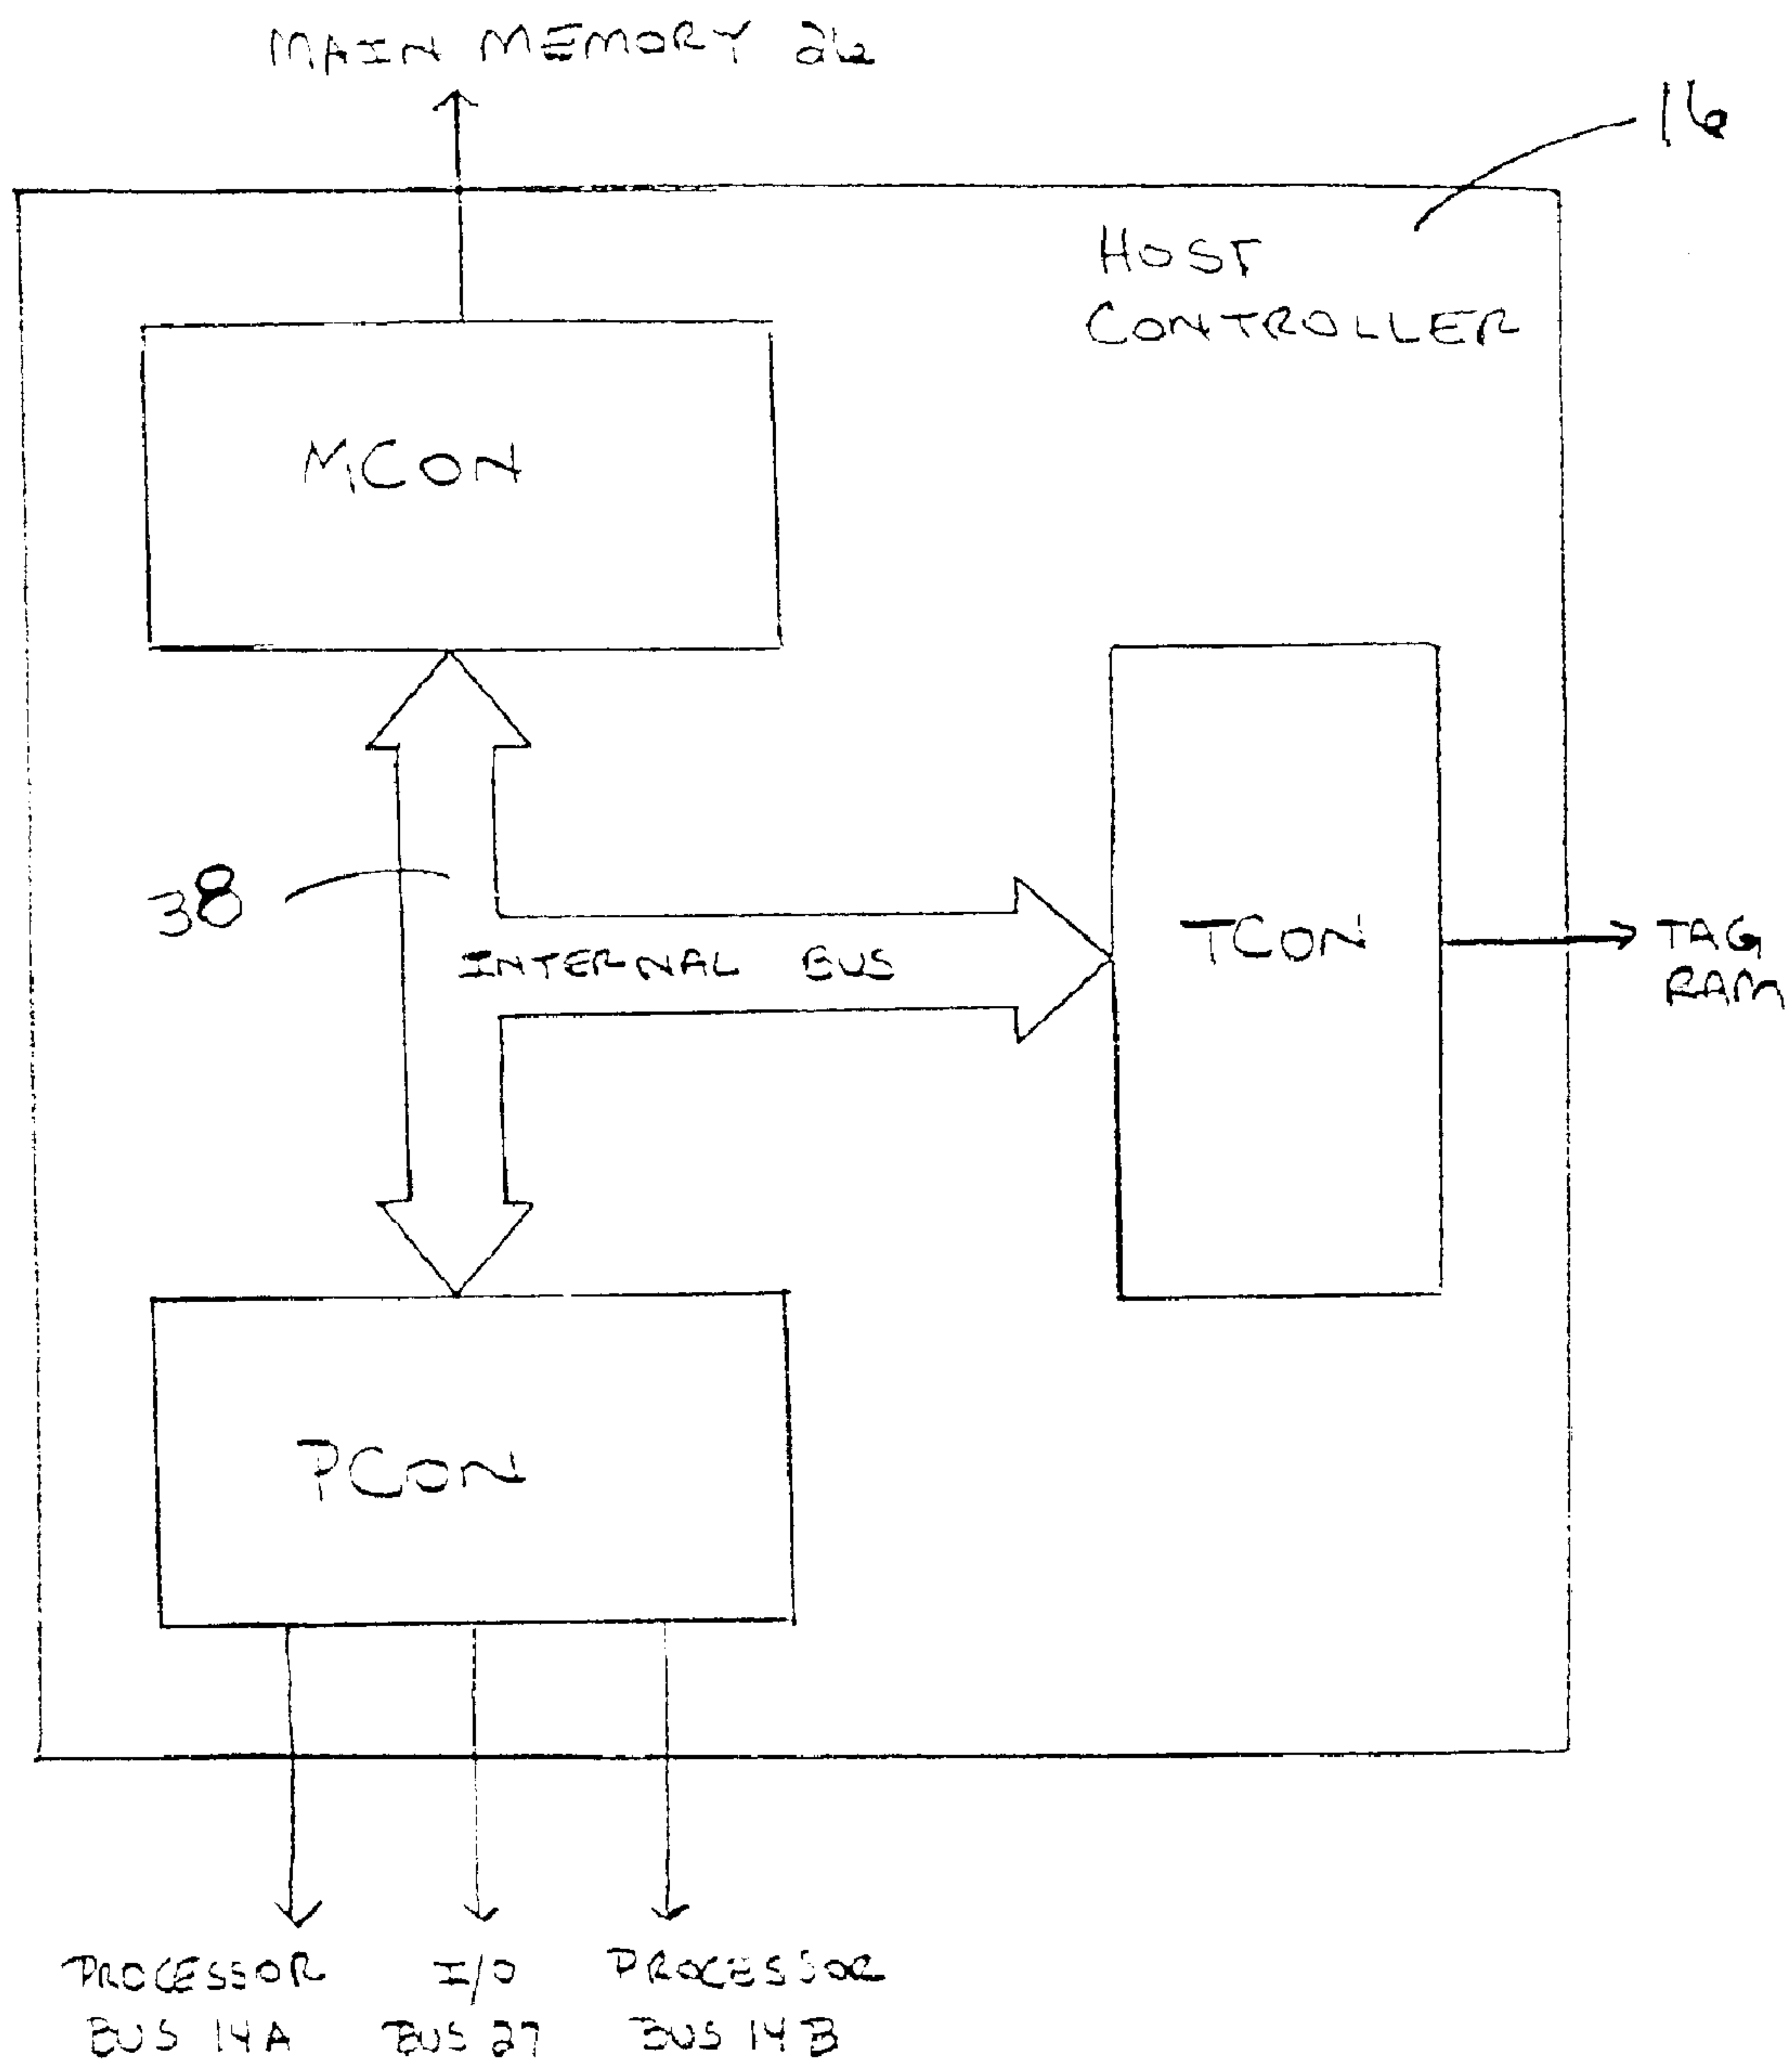 MAIN MEMORY 26
16
HOST
CONTROLLER
MCON
38
INTERNAL BUS
TCON
TAG
RAM
PCON
PROCESSOR
BUS 14A
I/O
BUS 27
PROCESSOR
BUS 14B